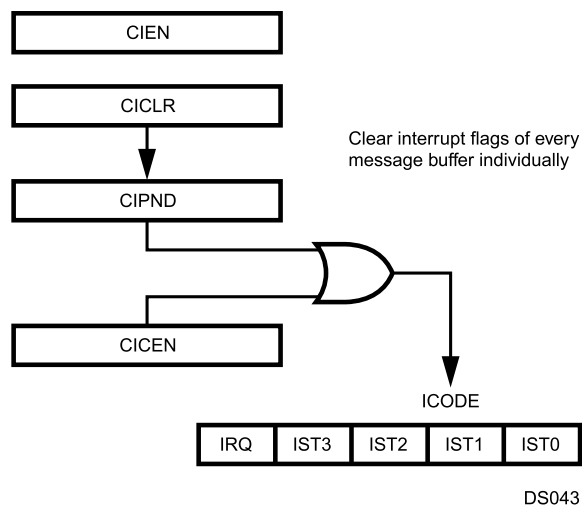 CIEN
CICLR
Clear interrupt flags of every
message buffer individually
CIPND
CICEN
ICODE
IRQ IST3 IST2 IST1 IST0
DS043